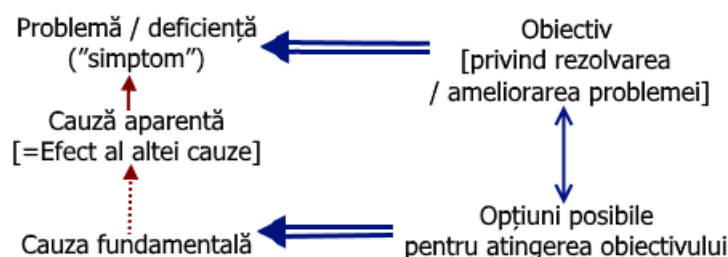 Problemă / deficiență
("simptom")
Cauză aparentă
[=Efect al altei cauze]
Cauza fundamentală
Obiectiv
[privind rezolvarea
/ ameliorarea problemei]
Opțiuni posibile
pentru atingerea obiectivului